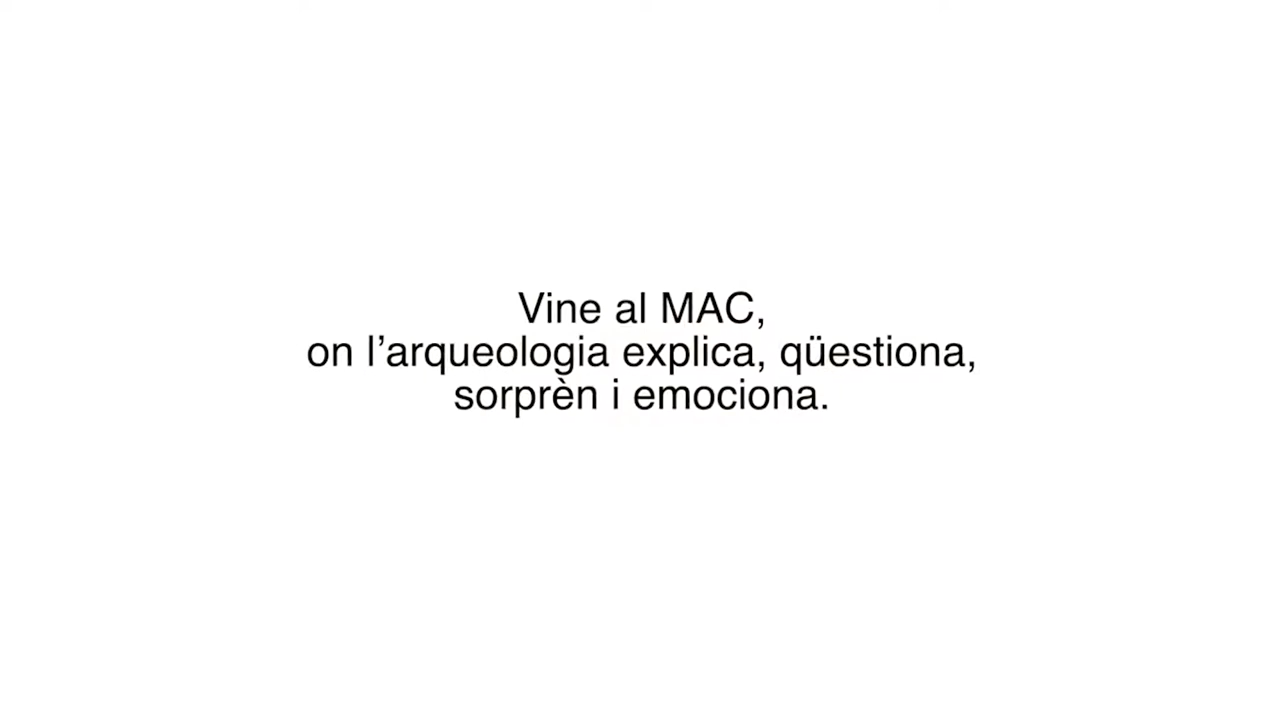 Vine al MAC,
on l’arqueologia explica, qüestiona,
sorprèn i emociona.